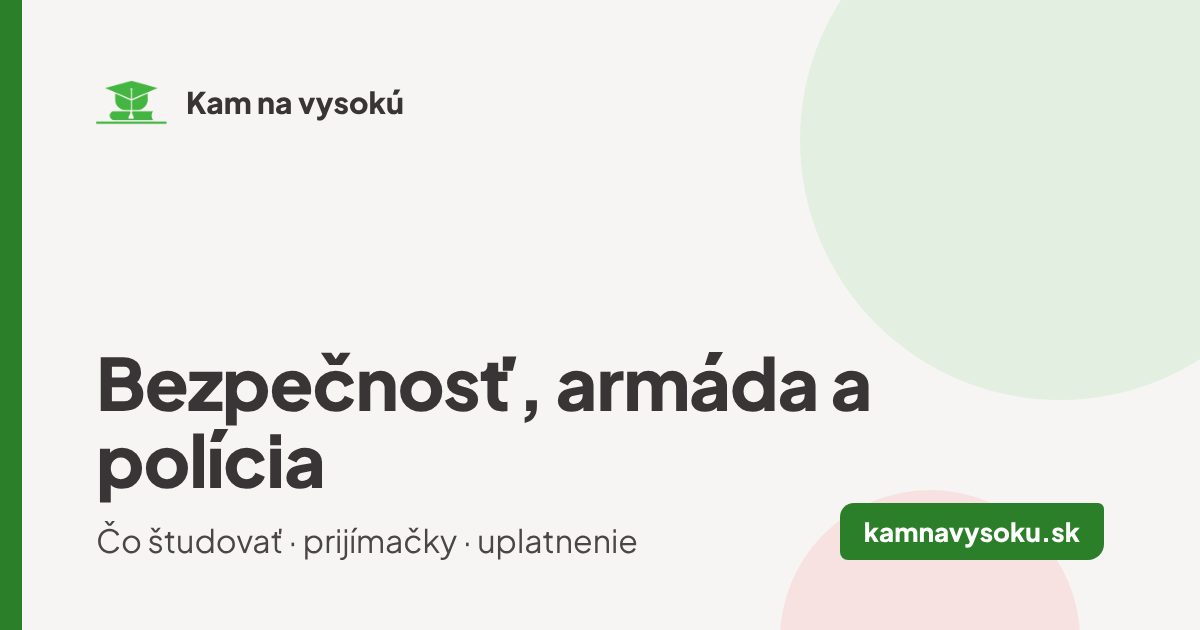 Kam na vysokú
Bezpečnosť, armáda a
polícia
Čo študovať · prijímačky · uplatnenie
kamnavysoku.sk